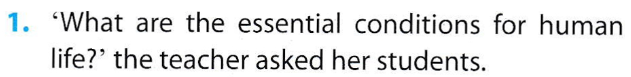 1. ‘What are the essential conditions for human
life?’ the teacher asked her students.